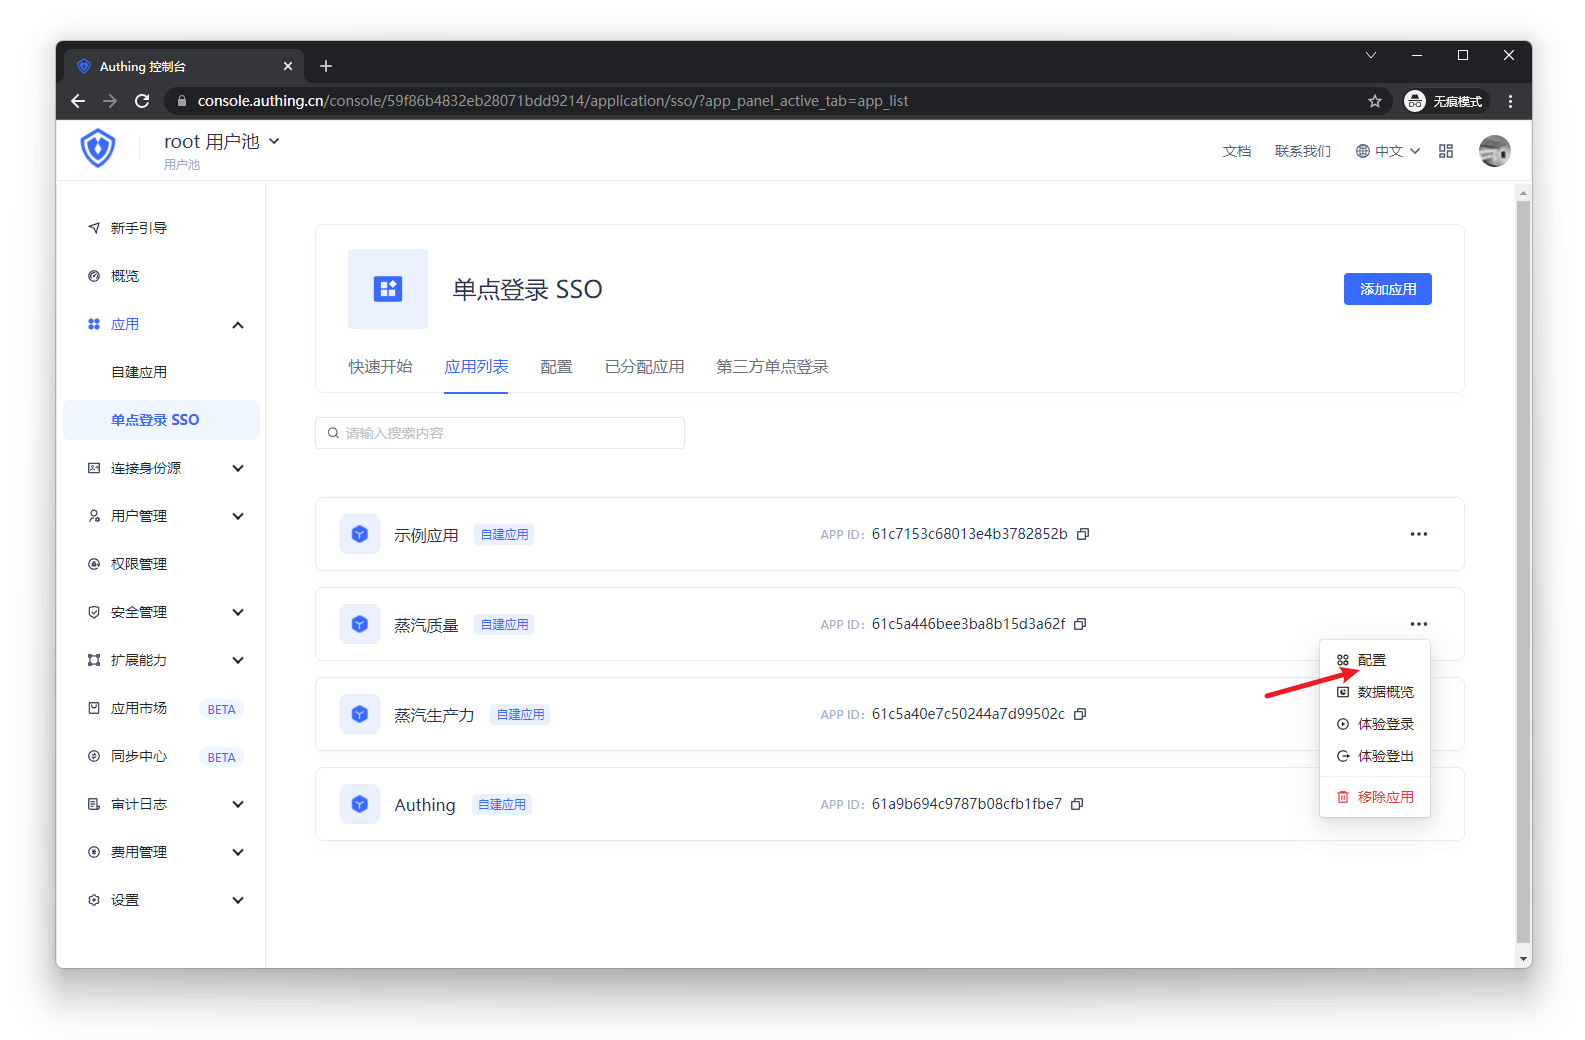 Authing 控制台
console.authing.cn/console/59f86b4832eb28071bdd9214/application/sso/?app_panel_active_tab=app_list
无痕模式
root 用户池
用户池
文档
联系我们
中文
新手引导
概览
应用
自建应用
单点登录 SSO
连接身份源
用户管理
权限管理
安全管理
扩展能力
应用市场 BETA
同步中心 BETA
审计日志
费用管理
设置
单点登录 SSO
添加应用
快速开始 应用列表 配置 已分配应用 第三方单点登录
请输入搜索内容
示例应用 自建应用 APP ID: 61c7153c68013e4b3782852b
蒸汽质量 自建应用 APP ID: 61c5a446bee3ba8b15d3a62f
蒸汽生产力 自建应用 APP ID: 61c5a40e7c50244a7d99502c
Authing 自建应用 APP ID: 61a9b694c9787b08cfb1fbe7
配置
数据概览
体验登录
体验登出
移除应用